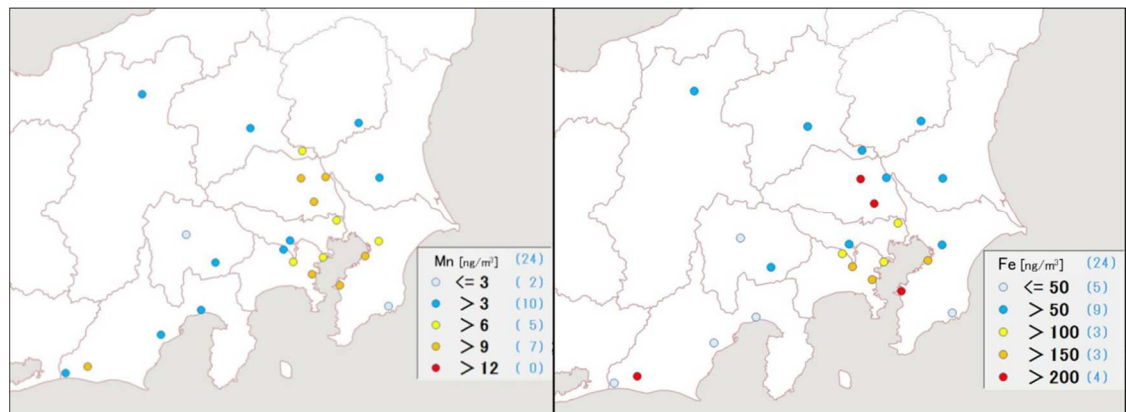 Mn [ng/m³] (24)
<= 3 ( 2)
> 3 (10)
> 6 ( 5)
> 9 ( 7)
> 12 ( 0)
Fe [ng/m³] (24)
<= 50 (5)
> 50 (9)
> 100 (3)
> 150 (3)
> 200 (4)